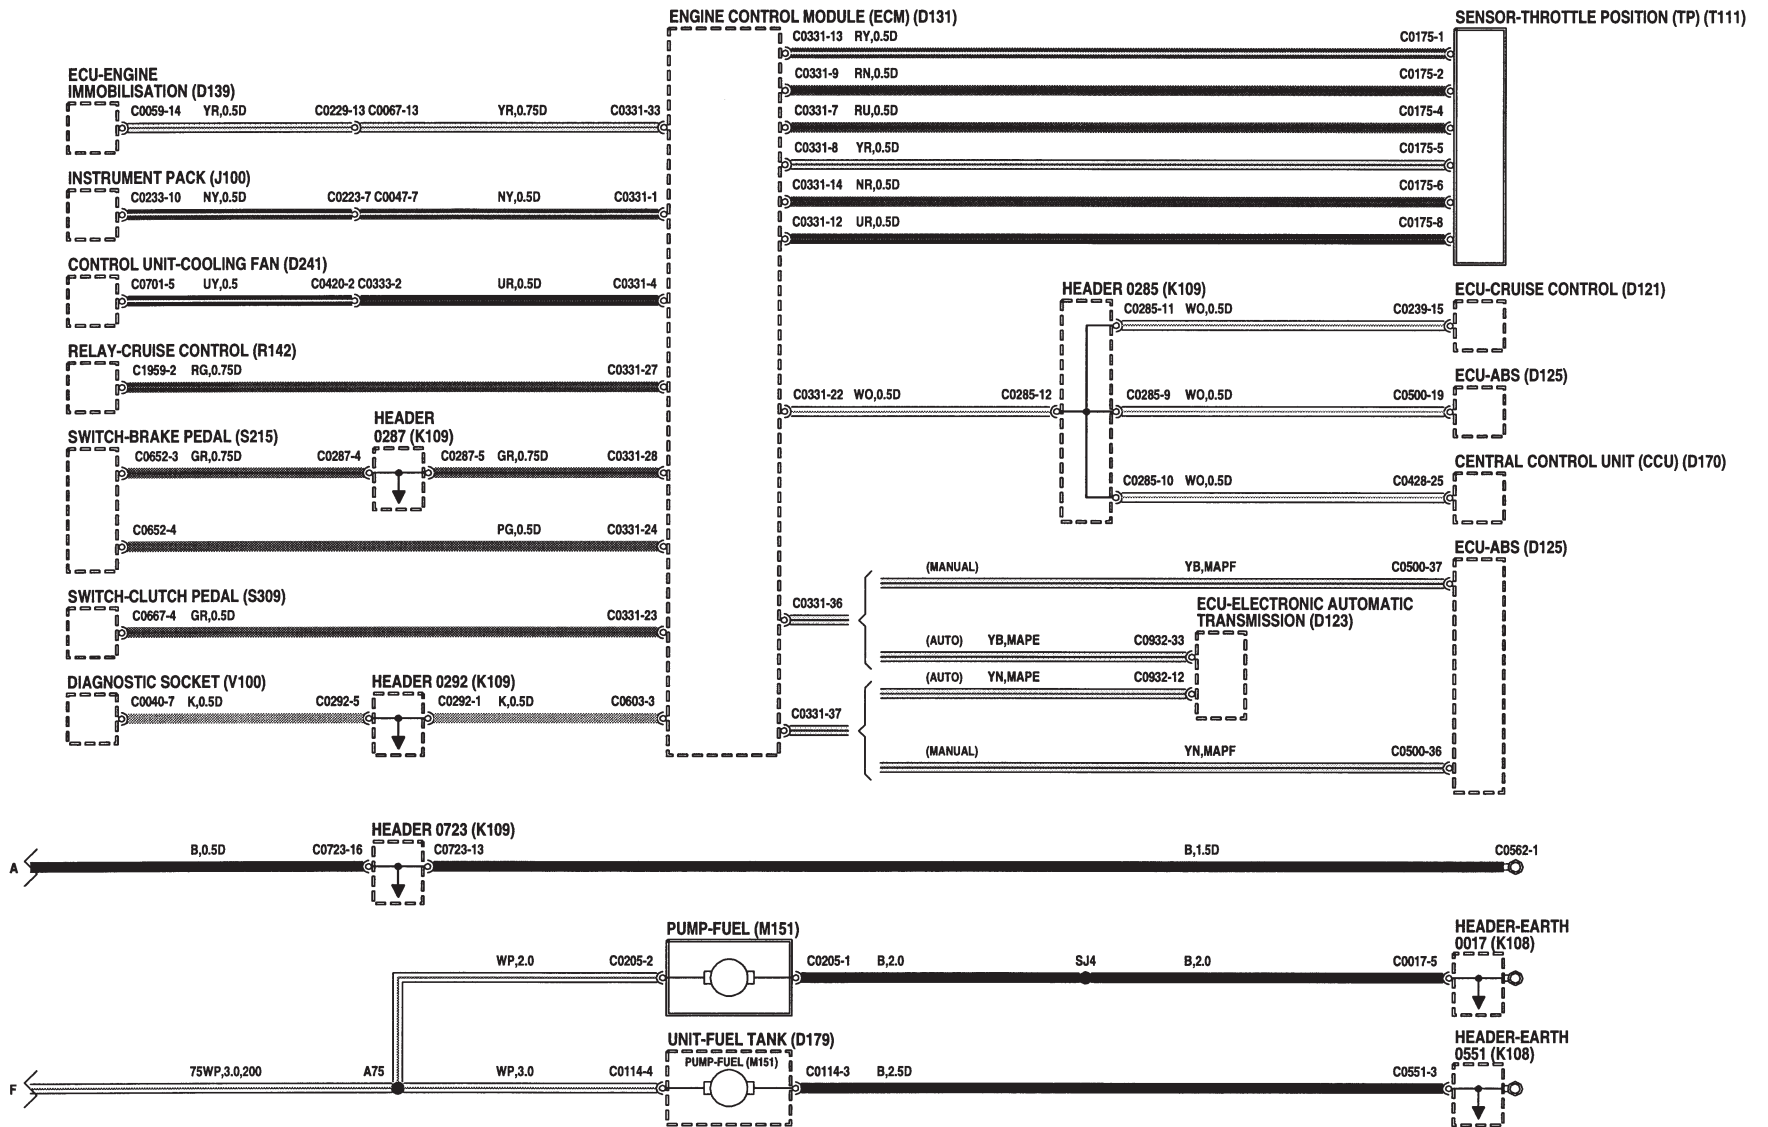 ENGINE CONTROL MODULE (ECM) (D131)
SENSOR-THROTTLE POSITION (TP) (T111)
C0331-13 RY,0.5D C0175-1
C0331-9 RN,0.5D C0175-2
C0331-7 RU,0.5D C0175-4
C0331-8 YR,0.5D C0175-5
C0331-14 NR,0.5D C0175-6
C0331-12 UR,0.5D C0175-8
ECU-ENGINE
IMMOBILISATION (D139)
C0059-14 YR,0.5D C0229-13 C0067-13 YR,0.75D C0331-33
INSTRUMENT PACK (J100)
C0233-10 NY,0.5D C0223-7 C0047-7 NY,0.5D C0331-1
CONTROL UNIT-COOLING FAN (D241)
C0701-5 UY,0.5 C0420-2 C0333-2 UR,0.5D C0331-4
RELAY-CRUISE CONTROL (R142)
C1959-2 RG,0.75D C0331-27
HEADER
0287 (K109)
SWITCH-BRAKE PEDAL (S215)
C0652-3 GR,0.75D C0287-4 C0287-5 GR,0.75D C0331-28
C0652-4 PG,0.5D C0331-24
SWITCH-CLUTCH PEDAL (S309)
C0667-4 GR,0.5D C0331-23
DIAGNOSTIC SOCKET (V100)
HEADER 0292 (K109)
C0040-7 K,0.5D C0292-5 C0292-1 K,0.5D C0603-3
HEADER 0285 (K109)
ECU-CRUISE CONTROL (D121)
C0285-11 WO,0.5D C0239-15
ECU-ABS (D125)
C0331-22 WO,0.5D C0285-12 C0285-9 WO,0.5D C0500-19
CENTRAL CONTROL UNIT (CCU) (D170)
C0285-10 WO,0.5D C0428-25
ECU-ABS (D125)
(MANUAL) YB,MAPF C0500-37
C0331-36
ECU-ELECTRONIC AUTOMATIC
TRANSMISSION (D123)
(AUTO) YB,MAPE C0932-33
(AUTO) YN,MAPE C0932-12
C0331-37
(MANUAL) YN,MAPF C0500-36
HEADER 0723 (K109)
A B,0.5D C0723-16 C0723-13 B,1.5D C0562-1
PUMP-FUEL (M151)
HEADER-EARTH
0017 (K108)
WP,2.0 C0205-2 C0205-1 B,2.0 SJ4 B,2.0 C0017-5
UNIT-FUEL TANK (D179)
HEADER-EARTH
0551 (K108)
PUMP-FUEL (M151)
F 75WP,3.0,200 A75 WP,3.0 C0114-4 C0114-3 B,2.5D C0551-3